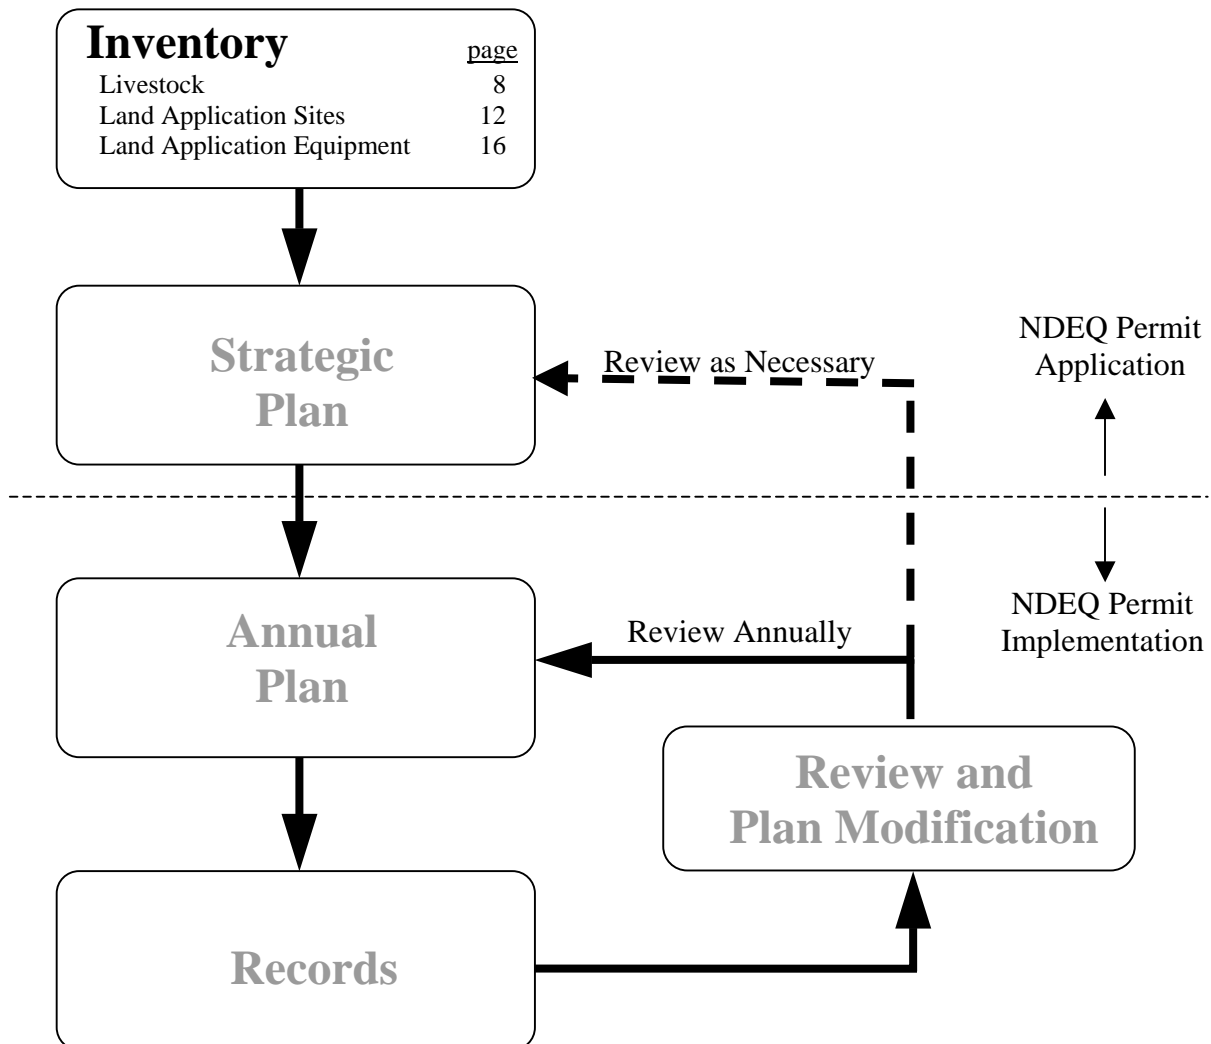 Inventory page
Livestock 8
Land Application Sites 12
Land Application Equipment 16
Strategic
Plan
Review as Necessary
NDEQ Permit
Application
Annual
Plan
Review Annually
NDEQ Permit
Implementation
Review and
Plan Modification
Records